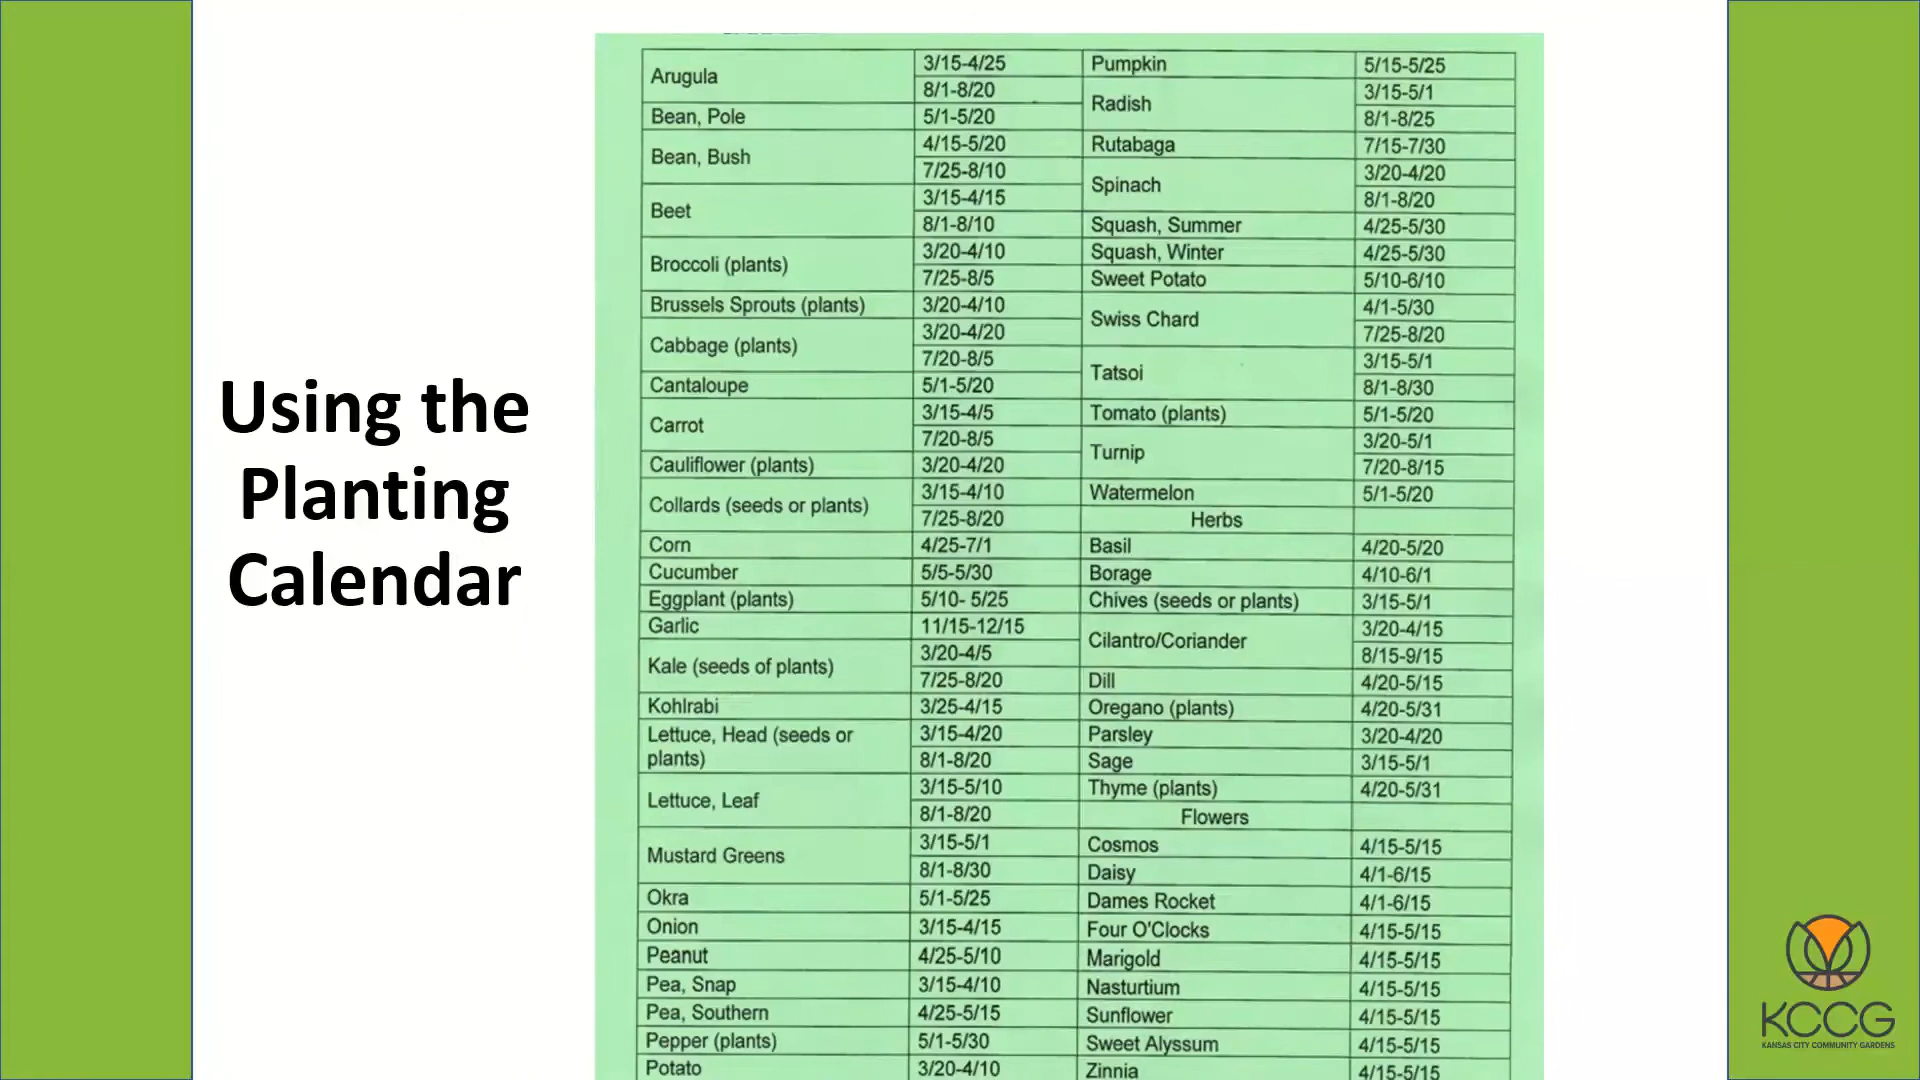 Using the
Planting
Calendar
Arugula 3/15-4/25
8/1-8/20
Bean, Pole 5/1-5/20
Bean, Bush 4/15-5/20
7/25-8/10
Beet 3/15-4/15
8/1-8/10
Broccoli (plants) 3/20-4/10
7/25-8/5
Brussels Sprouts (plants) 3/20-4/10
Cabbage (plants) 3/20-4/20
7/20-8/5
Cantaloupe 5/1-5/20
Carrot 3/15-4/5
7/20-8/5
Cauliflower (plants) 3/20-4/20
Collards (seeds or plants) 3/15-4/10
7/25-8/20
Corn 4/25-7/1
Cucumber 5/5-5/30
Eggplant (plants) 5/10- 5/25
Garlic 11/15-12/15
Kale (seeds of plants) 3/20-4/5
7/25-8/20
Kohlrabi 3/25-4/15
Lettuce, Head (seeds or 3/15-4/20
plants) 8/1-8/20
Lettuce, Leaf 3/15-5/10
8/1-8/20
Mustard Greens 3/15-5/1
8/1-8/30
Okra 5/1-5/25
Onion 3/15-4/15
Peanut 4/25-5/10
Pea, Snap 3/15-4/10
Pea, Southern 4/25-5/15
Pepper (plants) 5/1-5/30
Potato 3/20-4/10
Pumpkin 5/15-5/25
Radish 3/15-5/1
8/1-8/25
Rutabaga 7/15-7/30
Spinach 3/20-4/20
8/1-8/20
Squash, Summer 4/25-5/30
Squash, Winter 4/25-5/30
Sweet Potato 5/10-6/10
Swiss Chard 4/1-5/30
7/25-8/20
Tatsoi 3/15-5/1
8/1-8/30
Tomato (plants) 5/1-5/20
Turnip 3/20-5/1
7/20-8/15
Watermelon 5/1-5/20
Herbs
Basil 4/20-5/20
Borage 4/10-6/1
Chives (seeds or plants) 3/15-5/1
Cilantro/Coriander 3/20-4/15
8/15-9/15
Dill 4/20-5/15
Oregano (plants) 4/20-5/31
Parsley 3/20-4/20
Sage 3/15-5/1
Thyme (plants) 4/20-5/31
Flowers
Cosmos 4/15-5/15
Daisy 4/1-6/15
Dames Rocket 4/1-6/15
Four O'Clocks 4/15-5/15
Marigold 4/15-5/15
Nasturtium 4/15-5/15
Sunflower 4/15-5/15
Sweet Alyssum 4/15-5/15
Zinnia 4/15-5/15
KCCG
KANSAS CITY COMMUNITY GARDENS